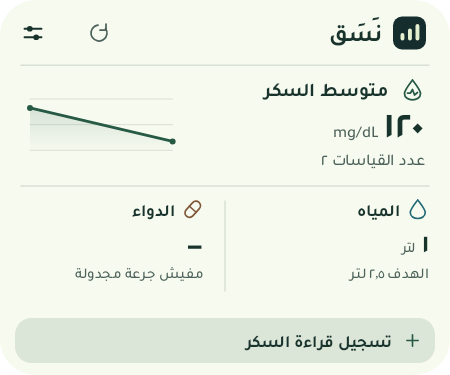 نَسَق
متوسط السكر
١٢٠ mg/dL
عدد القياسات ٢
المياه
١ لتر
الهدف ٢٫٥ لتر
الدواء
—
مفيش جرعة مجدولة
تسجيل قراءة السكر